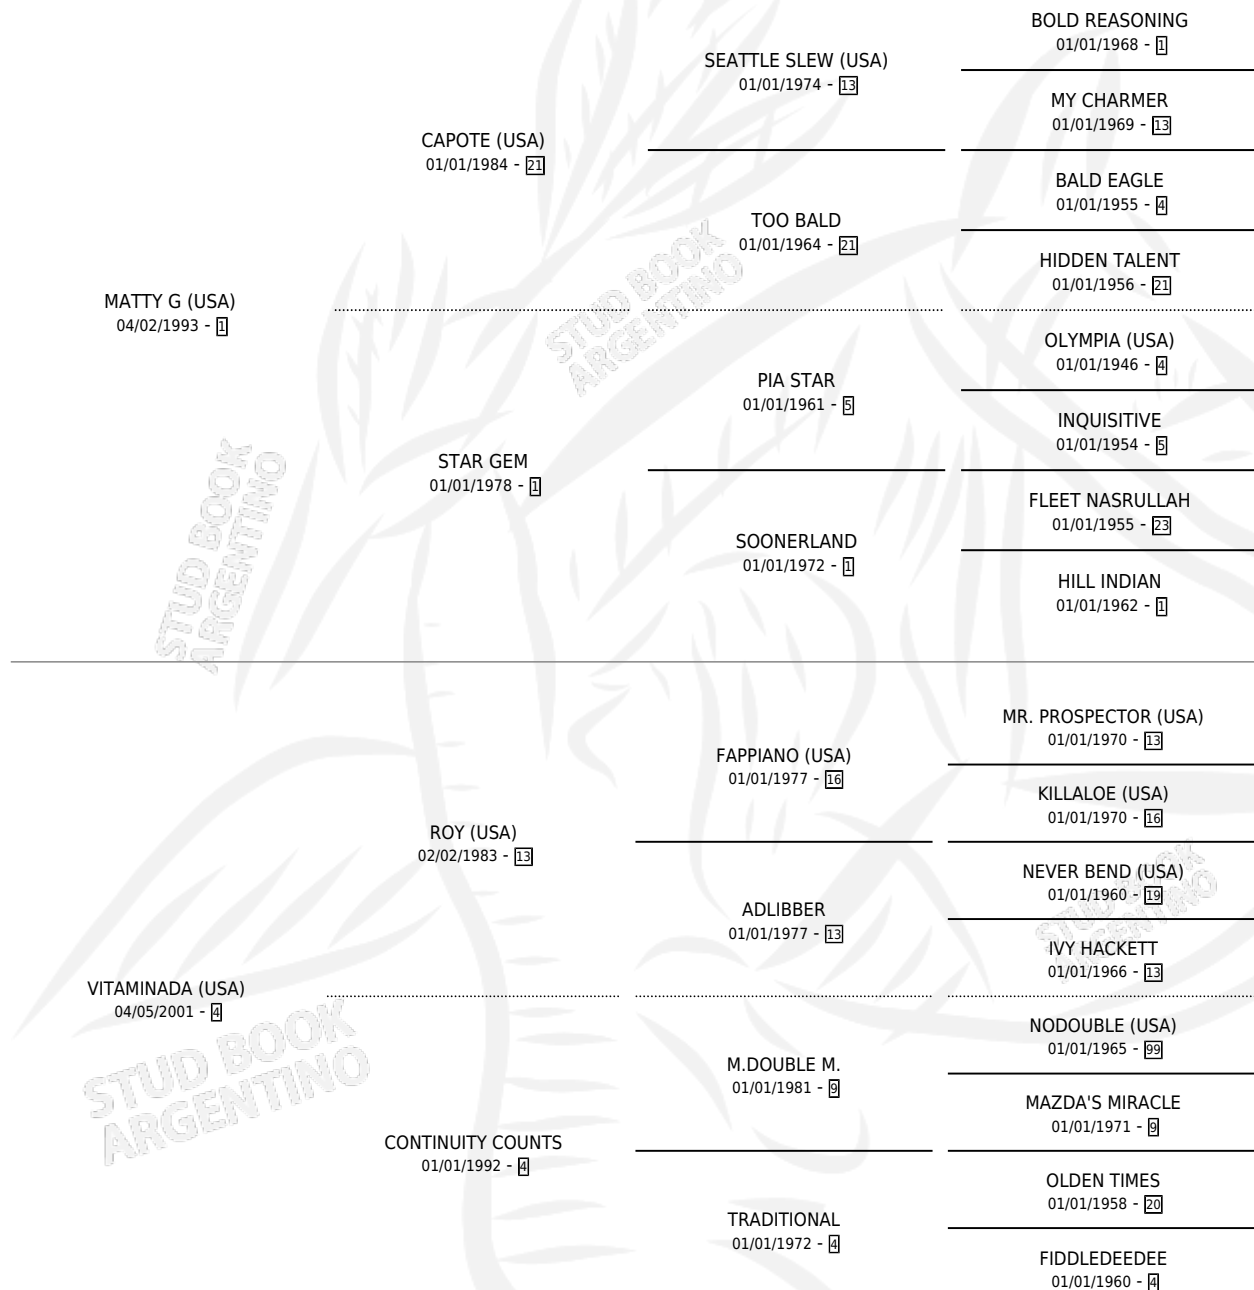 BOLD REASONING
01/01/1968 - 1
SEATTLE SLEW (USA)
01/01/1974 - 13
MY CHARMER
01/01/1969 - 13
CAPOTE (USA)
01/01/1984 - 21
BALD EAGLE
01/01/1955 - 4
TOO BALD
01/01/1964 - 21
HIDDEN TALENT
01/01/1956 - 21
MATTY G (USA)
04/02/1993 - 1
STUD BOOK
ARGENTINO
OLYMPIA (USA)
01/01/1946 - 4
PIA STAR
01/01/1961 - 5
INQUISITIVE
01/01/1954 - 5
STAR GEM
01/01/1978 - 1
FLEET NASRULLAH
01/01/1955 - 23
SOONERLAND
01/01/1972 - 1
HILL INDIAN
01/01/1962 - 1
STUD BOOK
ARGENTINO
MR. PROSPECTOR (USA)
01/01/1970 - 13
FAPPIANO (USA)
01/01/1977 - 16
KILLALOE (USA)
01/01/1970 - 16
ROY (USA)
02/02/1983 - 13
NEVER BEND (USA)
01/01/1960 - 19
ADLIBBER
01/01/1977 - 13
STUD BOOK
ARGENTINO
IVY HACKETT
01/01/1966 - 13
VITAMINADA (USA)
04/05/2001 - 4
NODOUBLE (USA)
01/01/1965 - 99
M.DOUBLE M.
01/01/1981 - 9
MAZDA'S MIRACLE
01/01/1971 - 9
STUD BOOK
ARGENTINO
CONTINUITY COUNTS
01/01/1992 - 4
OLDEN TIMES
01/01/1958 - 20
TRADITIONAL
01/01/1972 - 4
FIDDLEDEEDEE
01/01/1960 - 4